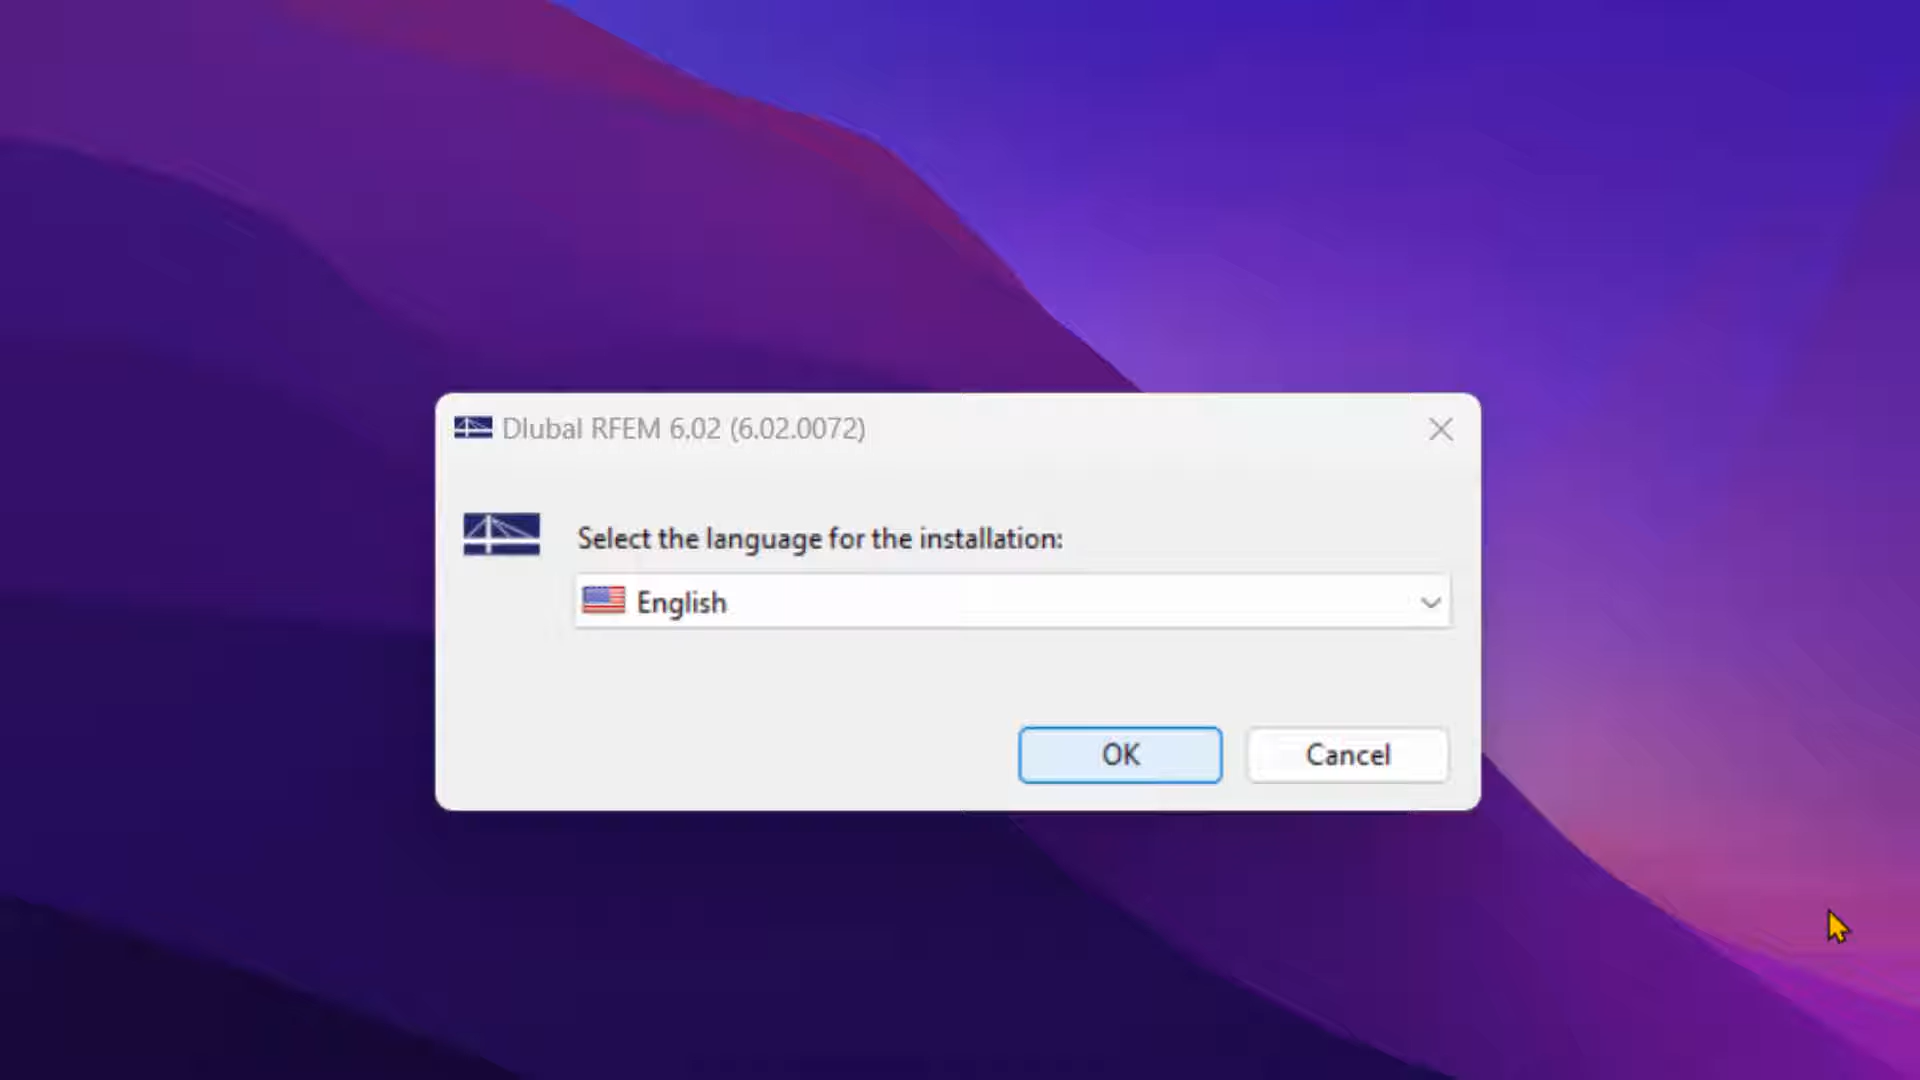 Dlubal RFEM 6.02 (6.02.0072)
Select the language for the installation:
English
OK
Cancel